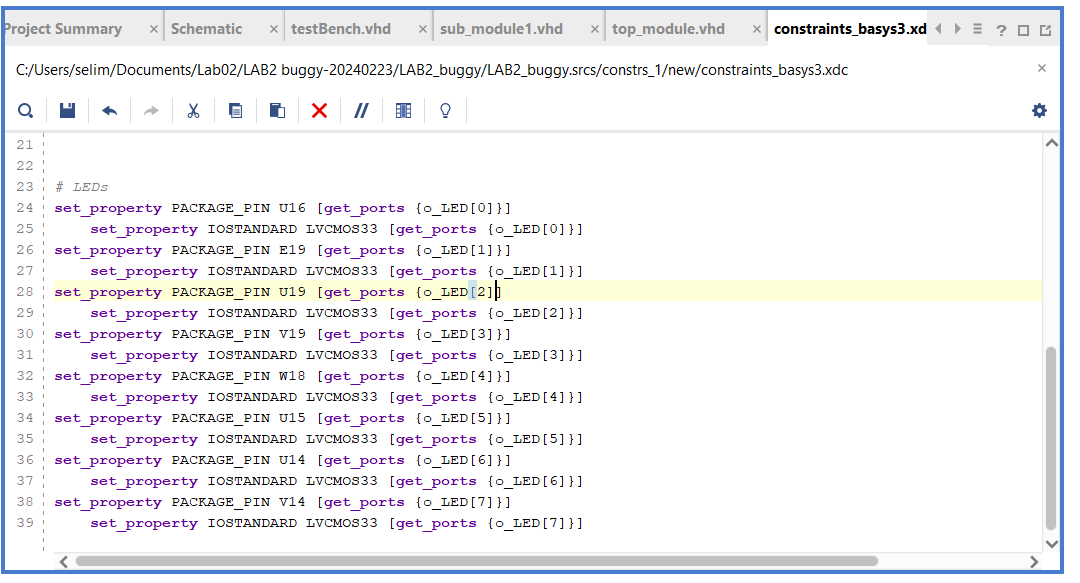 Project Summary × Schematic × testBench.vhd × sub_module1.vhd × top_module.vhd × constraints_basys3.xd ?
C:/Users/selim/Documents/Lab02/LAB2 buggy-20240223/LAB2_buggy/LAB2_buggy.srcs/constrs_1/new/constraints_basys3.xdc ×
21
22
23 # LEDs
24 set_property PACKAGE_PIN U16 [get_ports {o_LED[0]}]
25 set_property IOSTANDARD LVCMOS33 [get_ports {o_LED[0]}]
26 set_property PACKAGE_PIN E19 [get_ports {o_LED[1]}]
27 set_property IOSTANDARD LVCMOS33 [get_ports {o_LED[1]}]
28 set_property PACKAGE_PIN U19 [get_ports {o_LED[2]]
29 set_property IOSTANDARD LVCMOS33 [get_ports {o_LED[2]}]
30 set_property PACKAGE_PIN V19 [get_ports {o_LED[3]}]
31 set_property IOSTANDARD LVCMOS33 [get_ports {o_LED[3]}]
32 set_property PACKAGE_PIN W18 [get_ports {o_LED[4]}]
33 set_property IOSTANDARD LVCMOS33 [get_ports {o_LED[4]}]
34 set_property PACKAGE_PIN U15 [get_ports {o_LED[5]}]
35 set_property IOSTANDARD LVCMOS33 [get_ports {o_LED[5]}]
36 set_property PACKAGE_PIN U14 [get_ports {o_LED[6]}]
37 set_property IOSTANDARD LVCMOS33 [get_ports {o_LED[6]}]
38 set_property PACKAGE_PIN V14 [get_ports {o_LED[7]}]
39 set_property IOSTANDARD LVCMOS33 [get_ports {o_LED[7]}]